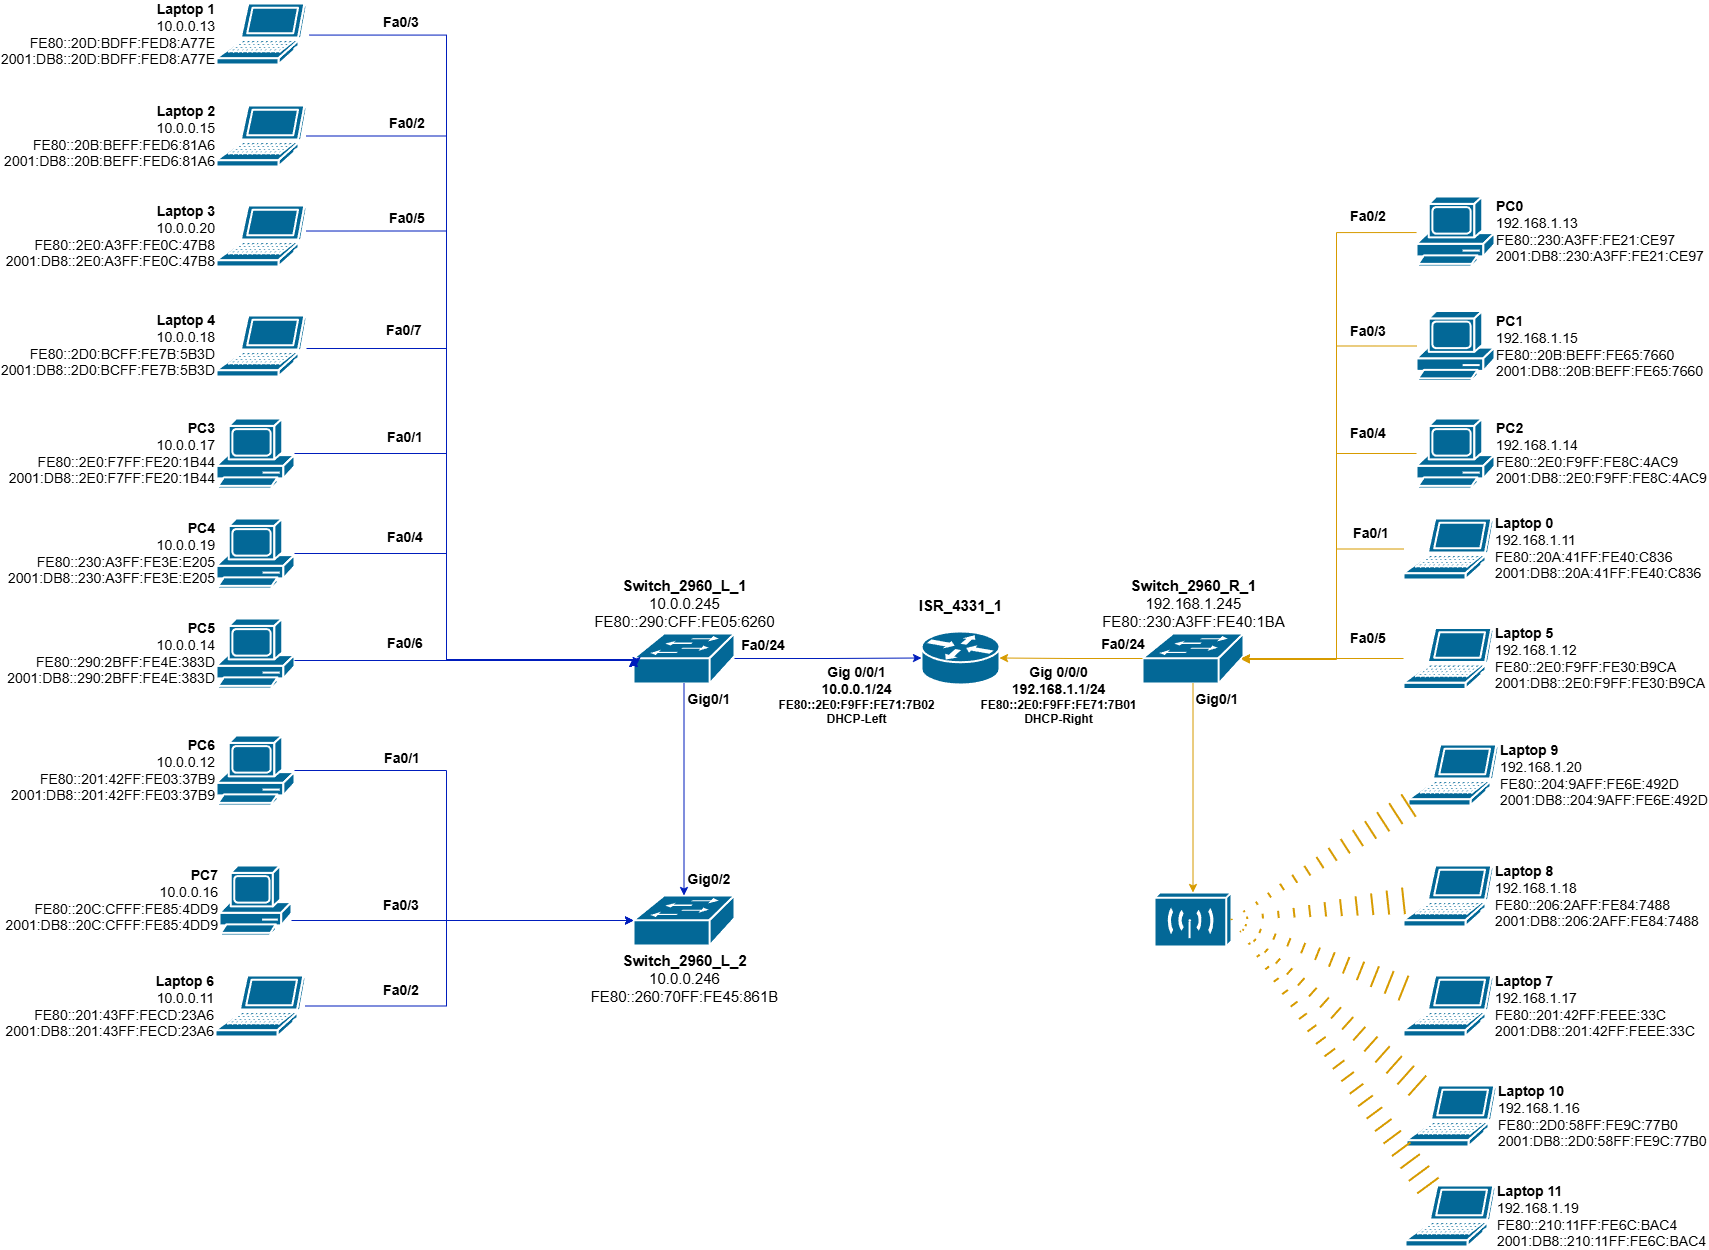 Laptop 1
10.0.0.13
FE80::20D:BDFF:FED8:A77E
2001:DB8::20D:BDFF:FED8:A77E
Fa0/3
Laptop 2
10.0.0.15
FE80::20B:BEFF:FED6:81A6
2001:DB8::20B:BEFF:FED6:81A6
Fa0/2
Laptop 3
10.0.0.20
FE80::2E0:A3FF:FE0C:47B8
2001:DB8::2E0:A3FF:FE0C:47B8
Fa0/5
Laptop 4
10.0.0.18
FE80::2D0:BCFF:FE7B:5B3D
2001:DB8::2D0:BCFF:FE7B:5B3D
Fa0/7
PC3
10.0.0.17
FE80::2E0:F7FF:FE20:1B44
2001:DB8::2E0:F7FF:FE20:1B44
Fa0/1
PC4
10.0.0.19
FE80::230:A3FF:FE3E:E205
2001:DB8::230:A3FF:FE3E:E205
Fa0/4
PC5
10.0.0.14
FE80::290:2BFF:FE4E:383D
2001:DB8::290:2BFF:FE4E:383D
Fa0/6
PC6
10.0.0.12
FE80::201:42FF:FE03:37B9
2001:DB8::201:42FF:FE03:37B9
Fa0/1
PC7
10.0.0.16
FE80::20C:CFFF:FE85:4DD9
2001:DB8::20C:CFFF:FE85:4DD9
Fa0/3
Laptop 6
10.0.0.11
FE80::201:43FF:FECD:23A6
2001:DB8::201:43FF:FECD:23A6
Fa0/2
Switch_2960_L_1
10.0.0.245
FE80::290:CFF:FE05:6260
Fa0/24
Gig0/1
Gig0/2
Switch_2960_L_2
10.0.0.246
FE80::260:70FF:FE45:861B
ISR_4331_1
Gig 0/0/1
10.0.0.1/24
FE80::2E0:F9FF:FE71:7B02
DHCP-Left
Gig 0/0/0
192.168.1.1/24
FE80::2E0:F9FF:FE71:7B01
DHCP-Right
Switch_2960_R_1
192.168.1.245
FE80::230:A3FF:FE40:1BA
Fa0/24
Gig0/1
Fa0/2
PC0
192.168.1.13
FE80::230:A3FF:FE21:CE97
2001:DB8::230:A3FF:FE21:CE97
Fa0/3
PC1
192.168.1.15
FE80::20B:BEFF:FE65:7660
2001:DB8::20B:BEFF:FE65:7660
Fa0/4
PC2
192.168.1.14
FE80::2E0:F9FF:FE8C:4AC9
2001:DB8::2E0:F9FF:FE8C:4AC9
Fa0/1
Laptop 0
192.168.1.11
FE80::20A:41FF:FE40:C836
2001:DB8::20A:41FF:FE40:C836
Fa0/5
Laptop 5
192.168.1.12
FE80::2E0:F9FF:FE30:B9CA
2001:DB8::2E0:F9FF:FE30:B9CA
Laptop 9
192.168.1.20
FE80::204:9AFF:FE6E:492D
2001:DB8::204:9AFF:FE6E:492D
Laptop 8
192.168.1.18
FE80::206:2AFF:FE84:7488
2001:DB8::206:2AFF:FE84:7488
Laptop 7
192.168.1.17
FE80::201:42FF:FEEE:33C
2001:DB8::201:42FF:FEEE:33C
Laptop 10
192.168.1.16
FE80::2D0:58FF:FE9C:77B0
2001:DB8::2D0:58FF:FE9C:77B0
Laptop 11
192.168.1.19
FE80::210:11FF:FE6C:BAC4
2001:DB8::210:11FF:FE6C:BAC4